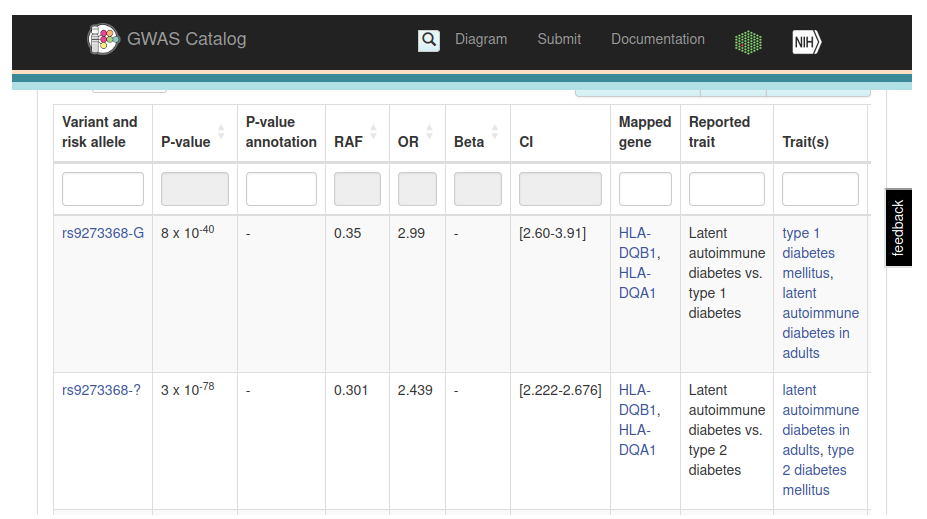 GWAS Catalog
Diagram
Submit
Documentation
NIH
Variant and risk allele
P-value
P-value annotation
RAF
OR
Beta
CI
Mapped gene
Reported trait
Trait(s)
rs9273368-G
8 x 10-40
-
0.35
2.99
-
[2.60-3.91]
HLA-
DQB1,
HLA-
DQA1
Latent
autoimmune
diabetes vs.
type 1
diabetes
type 1
diabetes
mellitus,
latent
autoimmune
diabetes in
adults
rs9273368-?
3 x 10-78
-
0.301
2.439
-
[2.222-2.676]
HLA-
DQB1,
HLA-
DQA1
Latent
autoimmune
diabetes vs.
type 2
diabetes
latent
autoimmune
diabetes in
adults, type
2 diabetes
mellitus
feedback